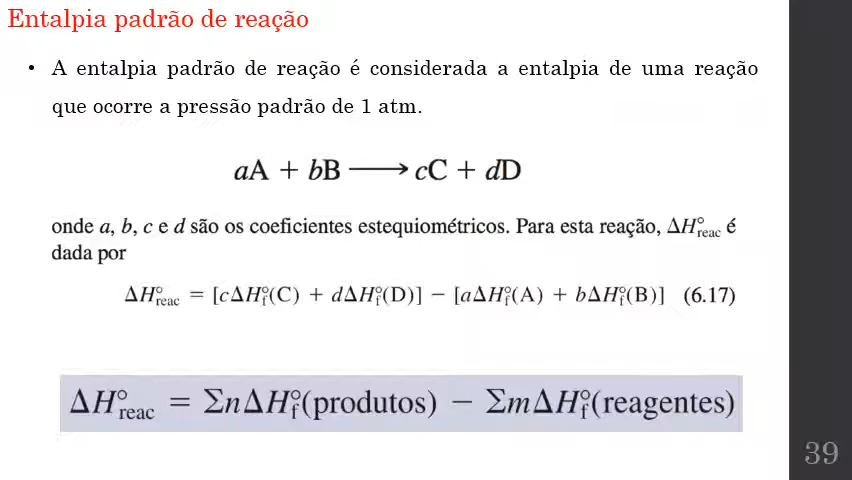 Entalpia padrão de reação
• A entalpia padrão de reação é considerada a entalpia de uma reação
que ocorre a pressão padrão de 1 atm.
aA + bB ⟶ cC + dD
onde a, b, c e d são os coeficientes estequiométricos. Para esta reação, ΔH°reac é
dada por
ΔH°reac = [cΔH°f(C) + dΔH°f(D)] − [aΔH°f(A) + bΔH°f(B)] (6.17)
ΔH°reac = ΣnΔH°f(produtos) − ΣmΔH°f(reagentes)
39